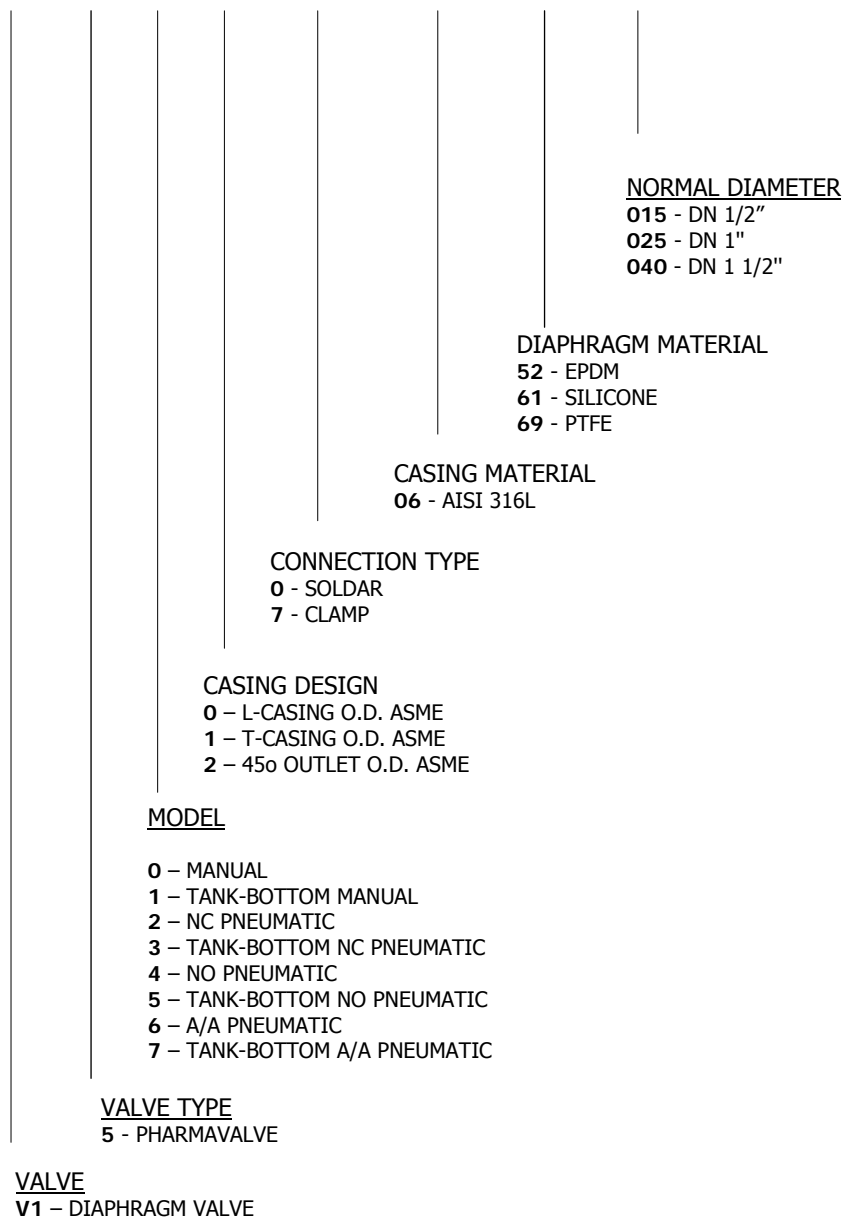 NORMAL DIAMETER
015 - DN 1/2”
025 - DN 1"
040 - DN 1 1/2"
DIAPHRAGM MATERIAL
52 - EPDM
61 - SILICONE
69 - PTFE
CASING MATERIAL
06 - AISI 316L
CONNECTION TYPE
0 - SOLDAR
7 - CLAMP
CASING DESIGN
0 – L-CASING O.D. ASME
1 – T-CASING O.D. ASME
2 – 45o OUTLET O.D. ASME
MODEL
0 – MANUAL
1 – TANK-BOTTOM MANUAL
2 – NC PNEUMATIC
3 – TANK-BOTTOM NC PNEUMATIC
4 – NO PNEUMATIC
5 – TANK-BOTTOM NO PNEUMATIC
6 – A/A PNEUMATIC
7 – TANK-BOTTOM A/A PNEUMATIC
VALVE TYPE
5 - PHARMAVALVE
VALVE
V1 – DIAPHRAGM VALVE